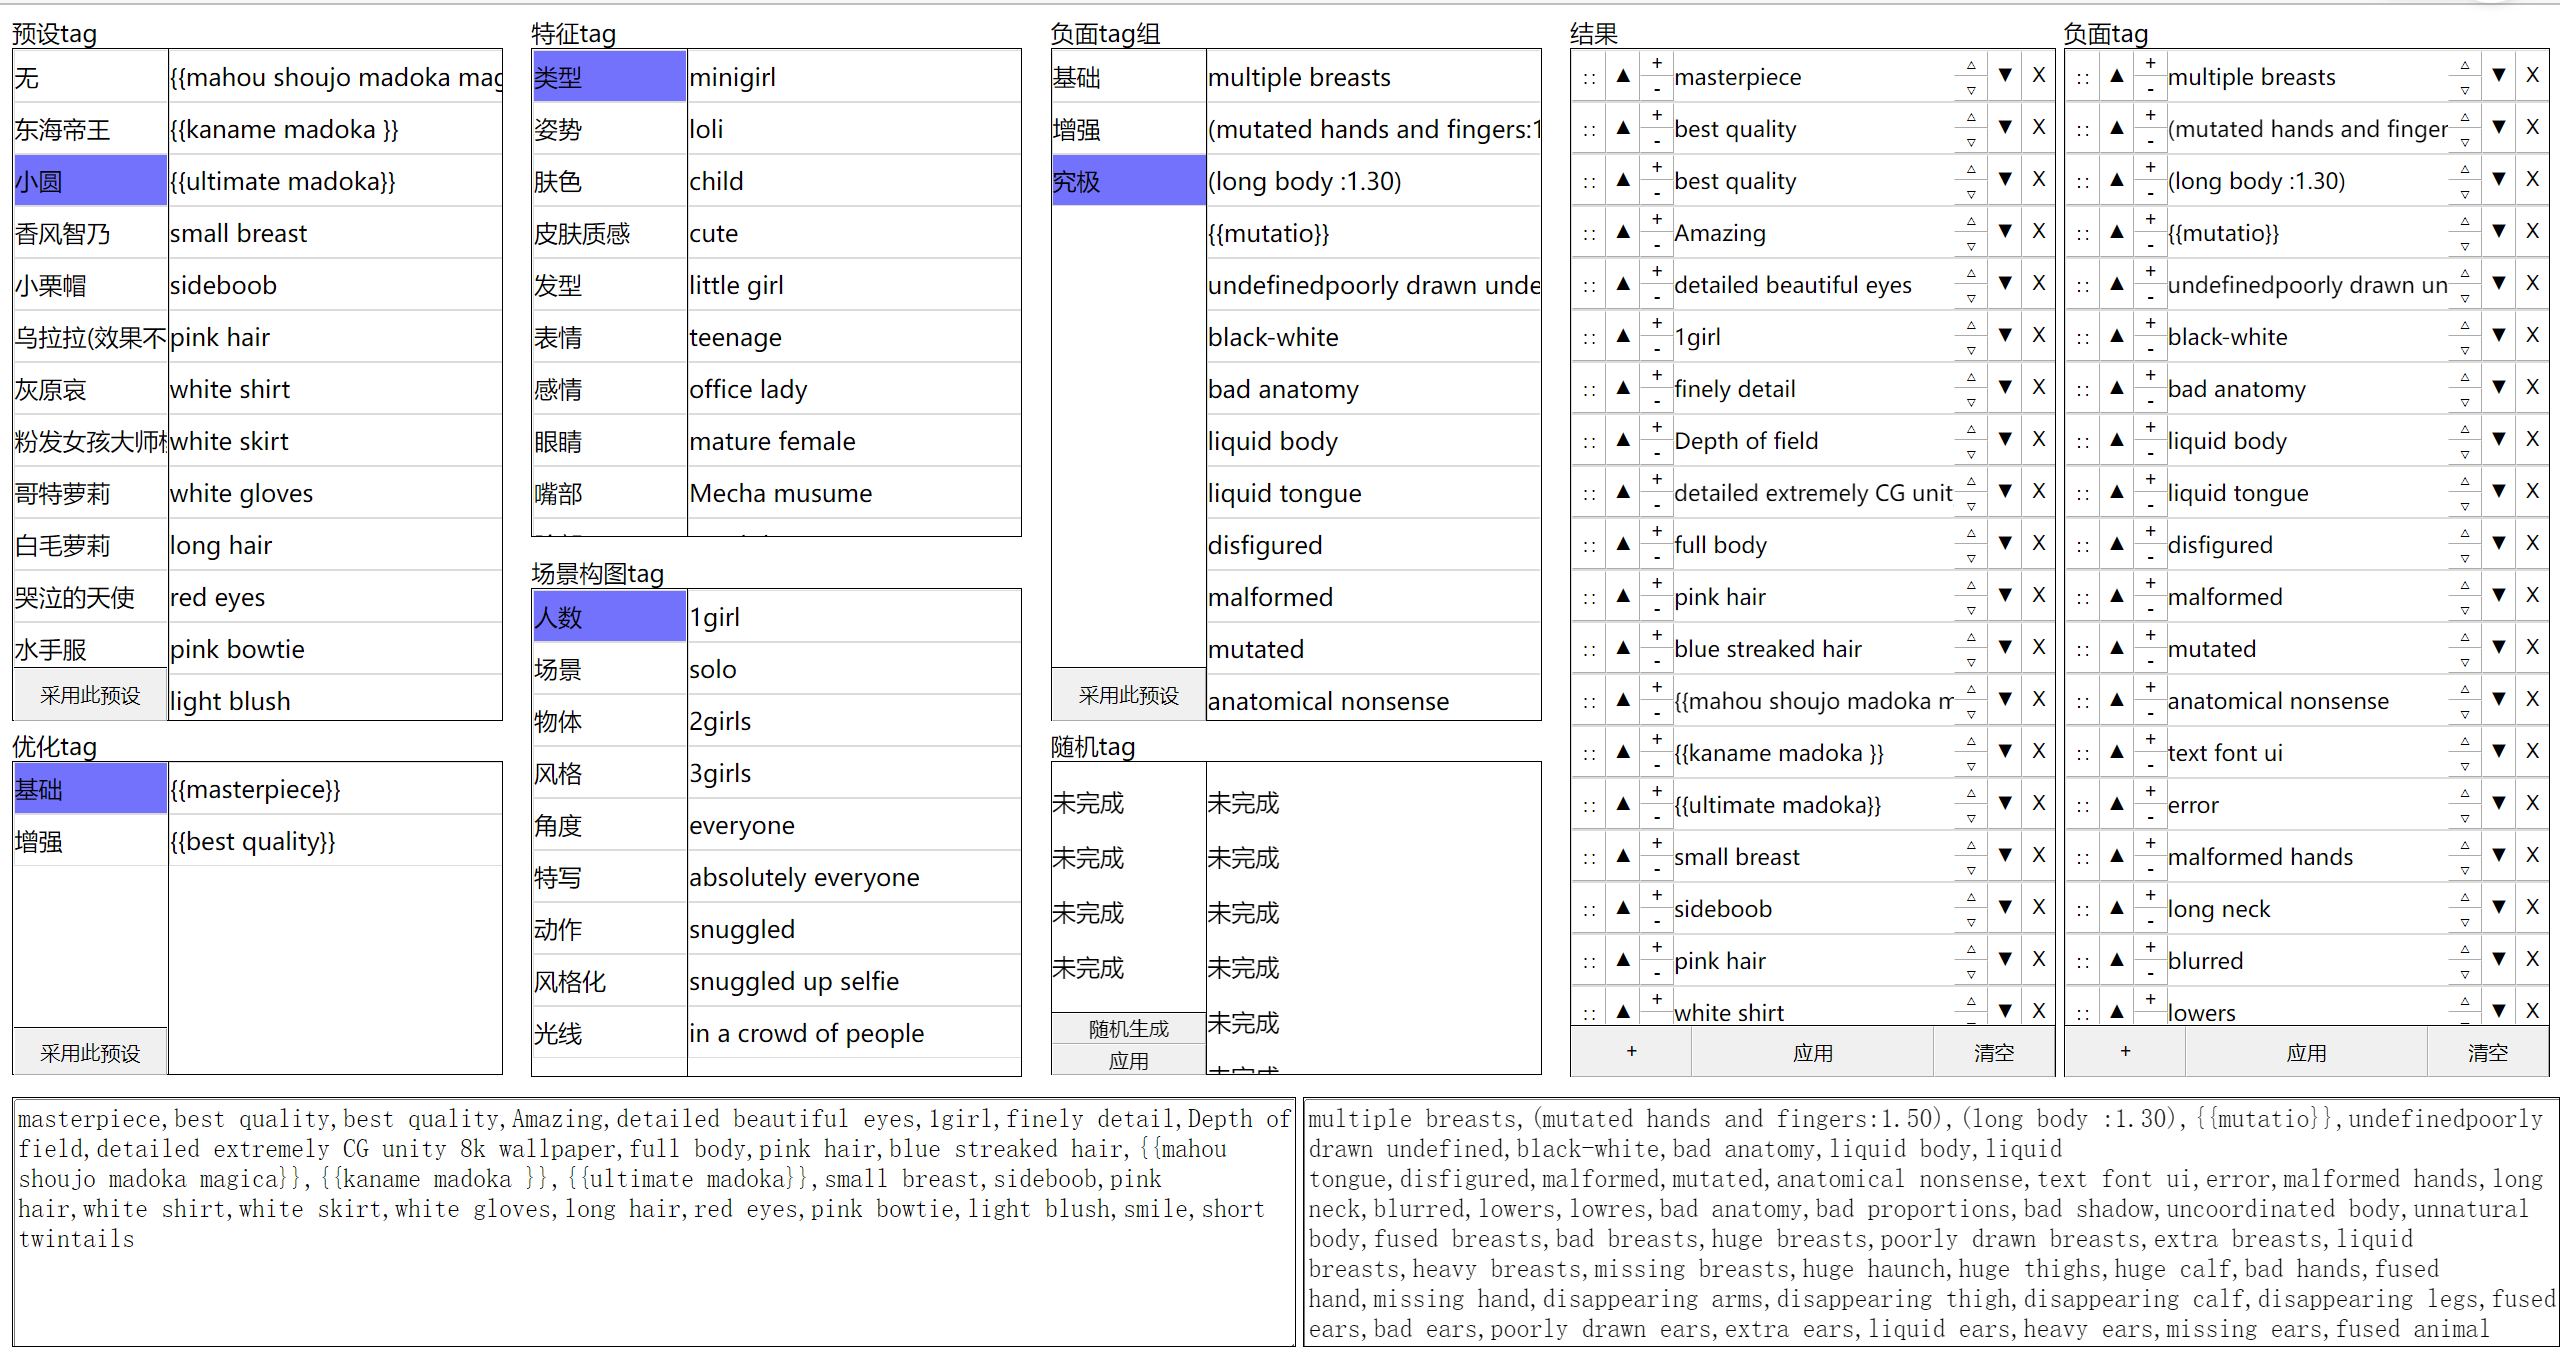 预设tag
无
东海帝王
小圆
香风智乃
小栗帽
乌拉拉(效果不
灰原哀
粉发女孩大师
哥特萝莉
白毛萝莉
哭泣的天使
水手服
采用此预设
{{mahou shoujo madoka mag
{{kaname madoka }}
{{ultimate madoka}}
small breast
sideboob
pink hair
white shirt
white skirt
white gloves
long hair
red eyes
pink bowtie
light blush
优化tag
基础
增强
采用此预设
{{masterpiece}}
{{best quality}}
特征tag
类型
姿势
肤色
皮肤质感
发型
表情
感情
眼睛
嘴部
minigirl
loli
child
cute
little girl
teenage
office lady
mature female
Mecha musume
场景构图tag
人数
场景
物体
风格
角度
特写
动作
风格化
光线
1girl
solo
2girls
3girls
everyone
absolutely everyone
snuggled
snuggled up selfie
in a crowd of people
负面tag组
基础
增强
究极
采用此预设
multiple breasts
(mutated hands and fingers:1
(long body :1.30)
{{mutatio}}
undefinedpoorly drawn unde
black-white
bad anatomy
liquid body
liquid tongue
disfigured
malformed
mutated
anatomical nonsense
随机tag
未完成
未完成
未完成
未完成
随机生成
应用
未完成
未完成
未完成
未完成
未完成
未完成
结果
:: ▲ + - masterpiece △ ▽ ▼ X
:: ▲ + - best quality △ ▽ ▼ X
:: ▲ + - best quality △ ▽ ▼ X
:: ▲ + - Amazing △ ▽ ▼ X
:: ▲ + - detailed beautiful eyes △ ▽ ▼ X
:: ▲ + - 1girl △ ▽ ▼ X
:: ▲ + - finely detail △ ▽ ▼ X
:: ▲ + - Depth of field △ ▽ ▼ X
:: ▲ + - detailed extremely CG unit △ ▽ ▼ X
:: ▲ + - full body △ ▽ ▼ X
:: ▲ + - pink hair △ ▽ ▼ X
:: ▲ + - blue streaked hair △ ▽ ▼ X
:: ▲ + - {{mahou shoujo madoka m △ ▽ ▼ X
:: ▲ + - {{kaname madoka }} △ ▽ ▼ X
:: ▲ + - {{ultimate madoka}} △ ▽ ▼ X
:: ▲ + - small breast △ ▽ ▼ X
:: ▲ + - sideboob △ ▽ ▼ X
:: ▲ + - pink hair △ ▽ ▼ X
:: ▲ + white shirt △ ▼ X
+ 应用 清空
负面tag
:: ▲ + - multiple breasts △ ▽ ▼ X
:: ▲ + - (mutated hands and finger △ ▽ ▼ X
:: ▲ + - (long body :1.30) △ ▽ ▼ X
:: ▲ + - {{mutatio}} △ ▽ ▼ X
:: ▲ + - undefinedpoorly drawn un △ ▽ ▼ X
:: ▲ + - black-white △ ▽ ▼ X
:: ▲ + - bad anatomy △ ▽ ▼ X
:: ▲ + - liquid body △ ▽ ▼ X
:: ▲ + - liquid tongue △ ▽ ▼ X
:: ▲ + - disfigured △ ▽ ▼ X
:: ▲ + - malformed △ ▽ ▼ X
:: ▲ + - mutated △ ▽ ▼ X
:: ▲ + - anatomical nonsense △ ▽ ▼ X
:: ▲ + - text font ui △ ▽ ▼ X
:: ▲ + - error △ ▽ ▼ X
:: ▲ + - malformed hands △ ▽ ▼ X
:: ▲ + - long neck △ ▽ ▼ X
:: ▲ + - blurred △ ▽ ▼ X
:: ▲ + lowers △ ▼ X
+ 应用 清空
masterpiece,best quality,best quality,Amazing,detailed beautiful eyes,1girl,finely detail,Depth of
field,detailed extremely CG unity 8k wallpaper,full body,pink hair,blue streaked hair,{{mahou
shoujo madoka magica}},{{kaname madoka }},{{ultimate madoka}},small breast,sideboob,pink
hair,white shirt,white skirt,white gloves,long hair,red eyes,pink bowtie,light blush,smile,short
twintails
multiple breasts,(mutated hands and fingers:1.50),(long body :1.30),{{mutatio}},undefinedpoorly
drawn undefined,black-white,bad anatomy,liquid body,liquid
tongue,disfigured,malformed,mutated,anatomical nonsense,text font ui,error,malformed hands,long
neck,blurred,lowers,lowres,bad anatomy,bad proportions,bad shadow,uncoordinated body,unnatural
body,fused breasts,bad breasts,huge breasts,poorly drawn breasts,extra breasts,liquid
breasts,heavy breasts,missing breasts,huge haunch,huge thighs,huge calf,bad hands,fused
hand,missing hand,disappearing arms,disappearing thigh,disappearing calf,disappearing legs,fused
ears,bad ears,poorly drawn ears,extra ears,liquid ears,heavy ears,missing ears,fused animal